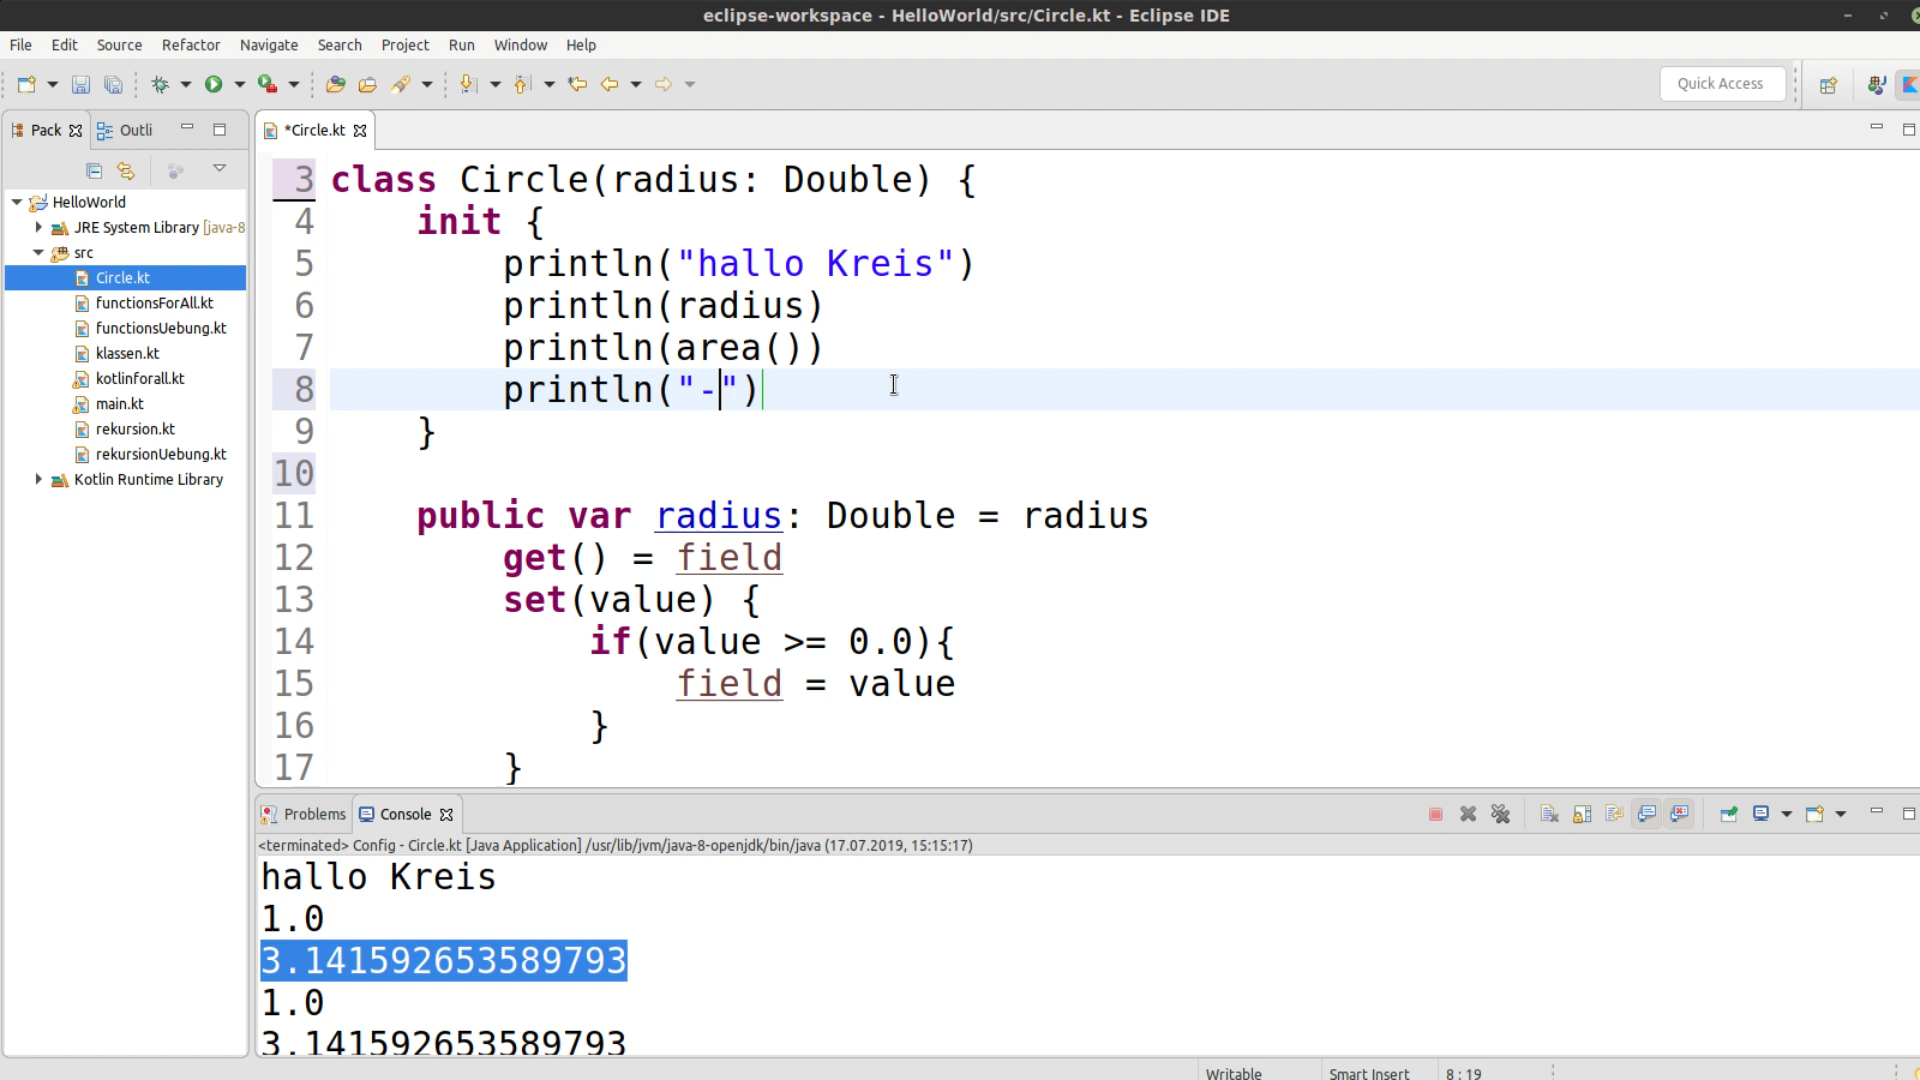 eclipse-workspace - HelloWorld/src/Circle.kt - Eclipse IDE
File Edit Source Refactor Navigate Search Project Run Window Help
Quick Access
Pack Outli
*Circle.kt
HelloWorld
JRE System Library [java-8
src
Circle.kt
functionsForAll.kt
functionsUebung.kt
klassen.kt
kotlinforall.kt
main.kt
rekursion.kt
rekursionUebung.kt
Kotlin Runtime Library
3 class Circle(radius: Double) {
4 init {
5 println("hallo Kreis")
6 println(radius)
7 println(area())
8 println("-")
9 }
10
11 public var radius: Double = radius
12 get() = field
13 set(value) {
14 if(value >= 0.0){
15 field = value
16 }
17 }
Problems Console
<terminated> Config - Circle.kt [Java Application] /usr/lib/jvm/java-8-openjdk/bin/java (17.07.2019, 15:15:17)
hallo Kreis
1.0
3.141592653589793
1.0
3.141592653589793
Writable Smart Insert 8 : 19